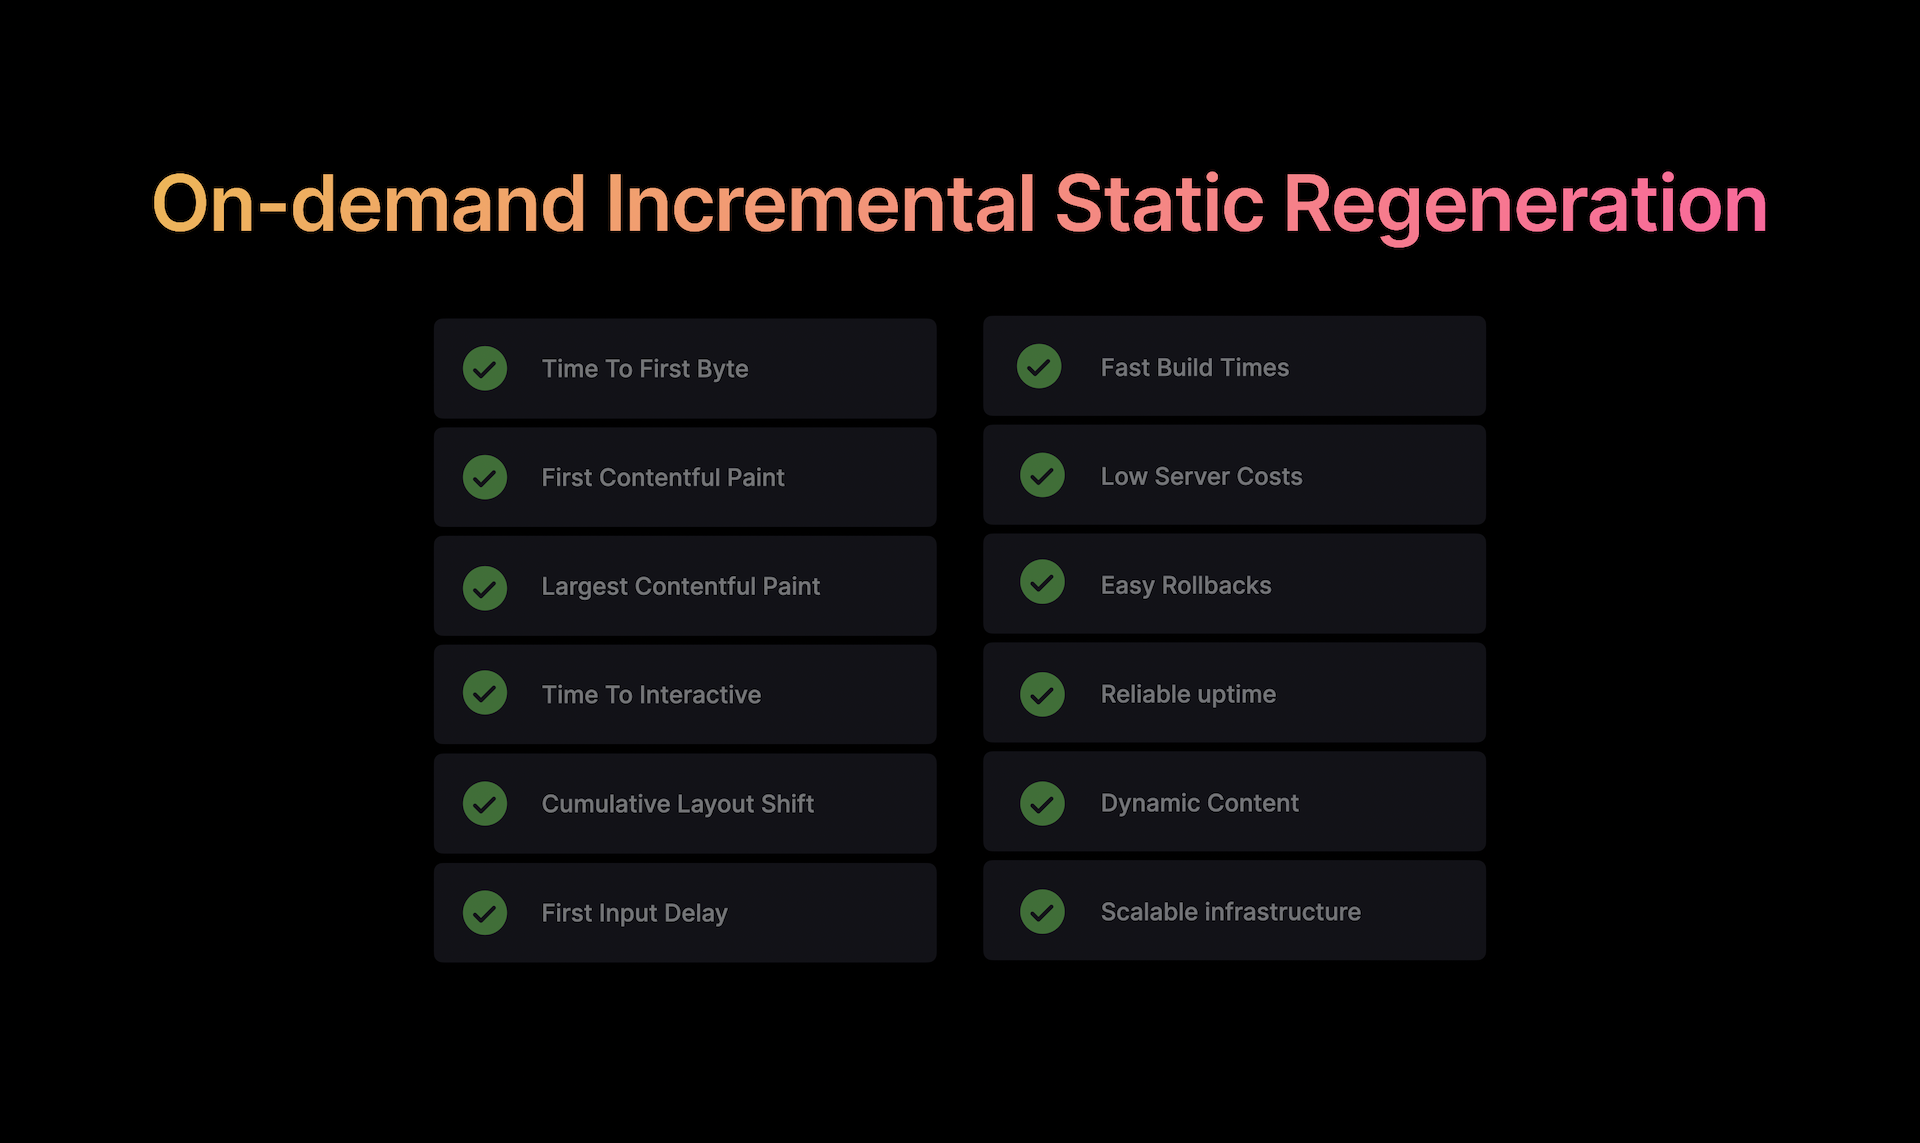 On-demand Incremental Static Regeneration
Time To First Byte
First Contentful Paint
Largest Contentful Paint
Time To Interactive
Cumulative Layout Shift
First Input Delay
Fast Build Times
Low Server Costs
Easy Rollbacks
Reliable uptime
Dynamic Content
Scalable infrastructure